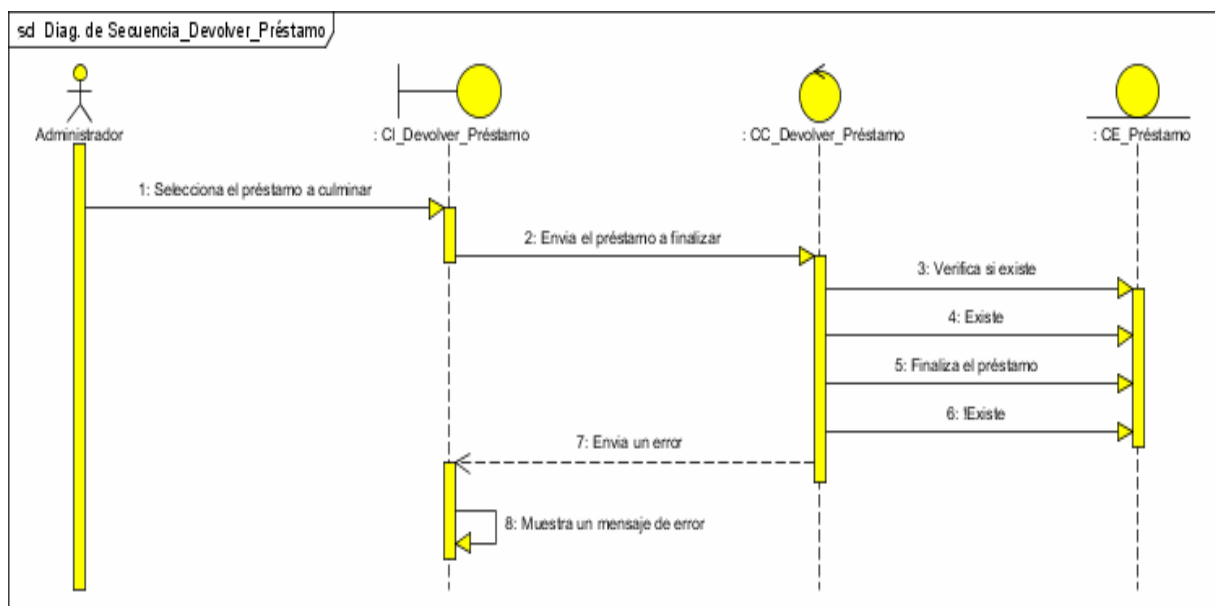 sd Diag. de Secuencia_Devolver_Préstamo
Administrador
: CI_Devolver_Préstamo
: CC_Devolver_Préstamo
: CE_Préstamo
1: Selecciona el préstamo a culminar
2: Envia el préstamo a finalizar
3: Verifica si existe
4: Existe
5: Finaliza el préstamo
6: !Existe
7: Envia un error
8: Muestra un mensaje de error